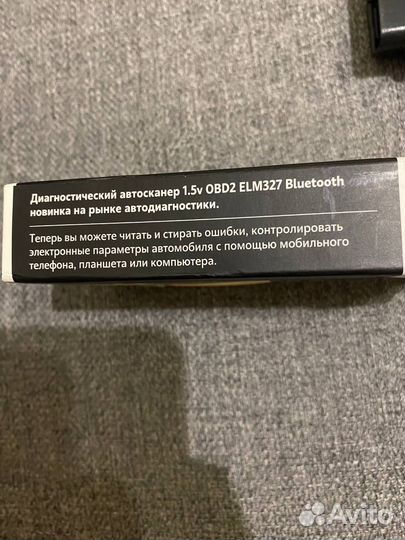 Диагностический автосканер 1.5v OBD2 ELM327 Bluetooth
новинка на рынке автодиагностики.
Теперь вы можете читать и стирать ошибки, контролировать
электронные параметры автомобиля с помощью мобильного
телефона, планшета или компьютера.
Avito